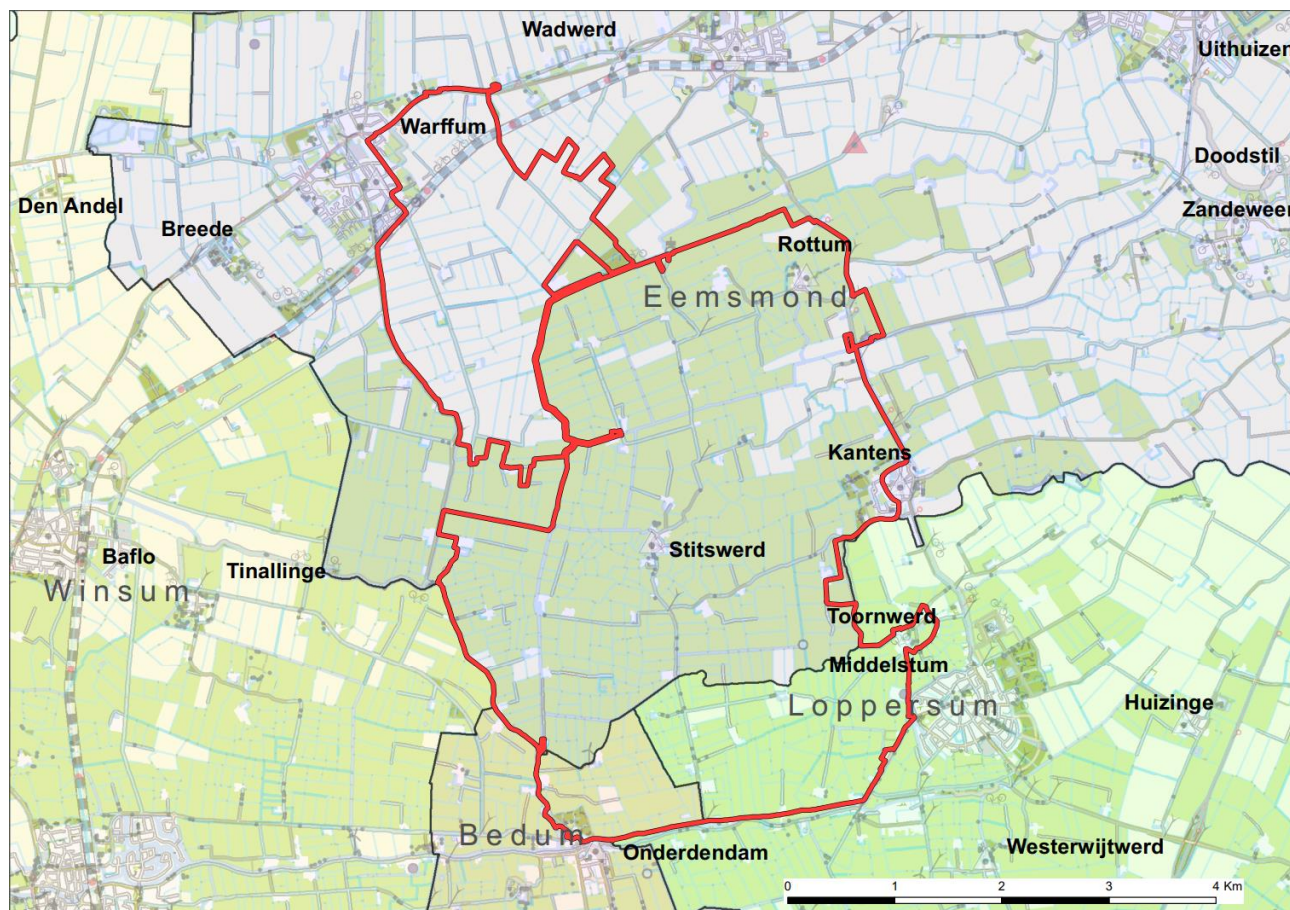 Wadwerd
Uithuizen
Warffum
Doodstil
Den Andel
Zandeweer
Breede
Rottum
Eemsmond
Kantens
Stitswerd
Baflo
Tinallinge
Winsum
Toornwerd
Middelstum
Loppersum
Huizinge
Bedum
Onderdendam
Westerwijtwerd
0 1 2 3 4 Km